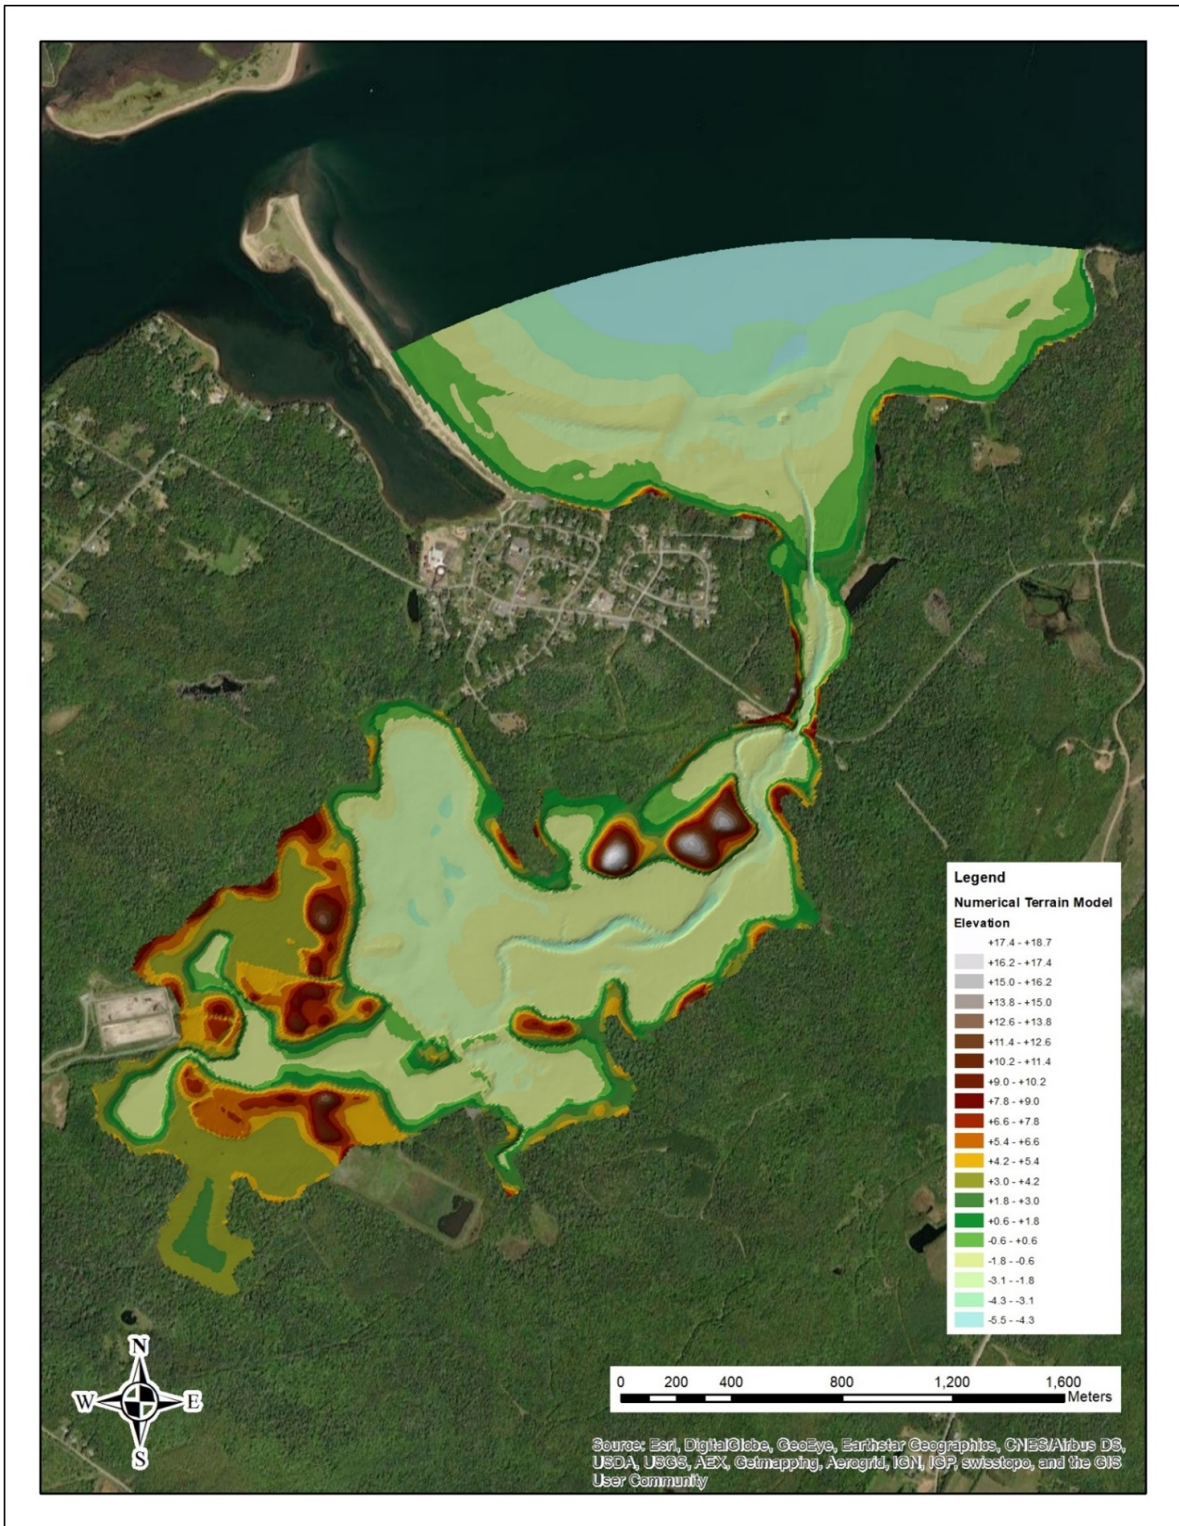 Legend
Numerical Terrain Model
Elevation
+17.4 - +18.7
+16.2 - +17.4
+15.0 - +16.2
+13.8 - +15.0
+12.6 - +13.8
+11.4 - +12.6
+10.2 - +11.4
+9.0 - +10.2
+7.8 - +9.0
+6.6 - +7.8
+5.4 - +6.6
+4.2 - +5.4
+3.0 - +4.2
+1.8 - +3.0
+0.6 - +1.8
-0.6 - +0.6
-1.8 - -0.6
-3.1 - -1.8
-4.3 - -3.1
-5.5 - -4.3
N
W E
S
0 200 400 800 1,200 1,600
Meters
Source: Esri, DigitalGlobe, GeoEye, Earthstar Geographics, CNES/Airbus DS,
USDA, USGS, AEX, Getmapping, Aerogrid, IGN, IGP, swisstopo, and the GIS
User Community